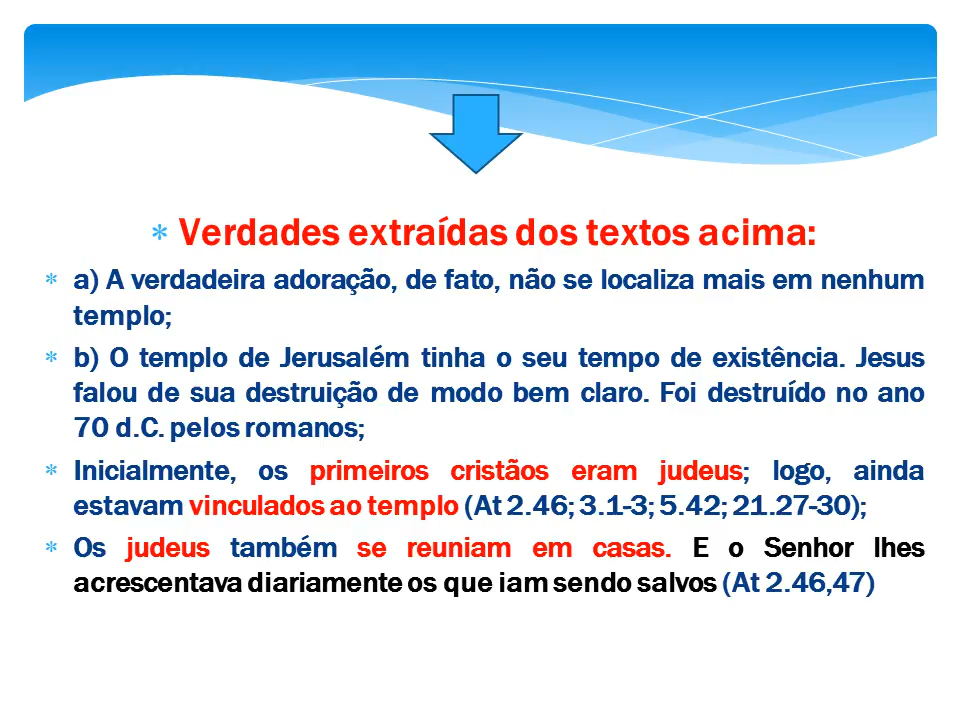 * Verdades extraídas dos textos acima:
* a) A verdadeira adoração, de fato, não se localiza mais em nenhum
templo;
* b) O templo de Jerusalém tinha o seu tempo de existência. Jesus
falou de sua destruição de modo bem claro. Foi destruído no ano
70 d.C. pelos romanos;
* Inicialmente, os primeiros cristãos eram judeus; logo, ainda
estavam vinculados ao templo (At 2.46; 3.1-3; 5.42; 21.27-30);
* Os judeus também se reuniam em casas. E o Senhor lhes
acrescentava diariamente os que iam sendo salvos (At 2.46,47)